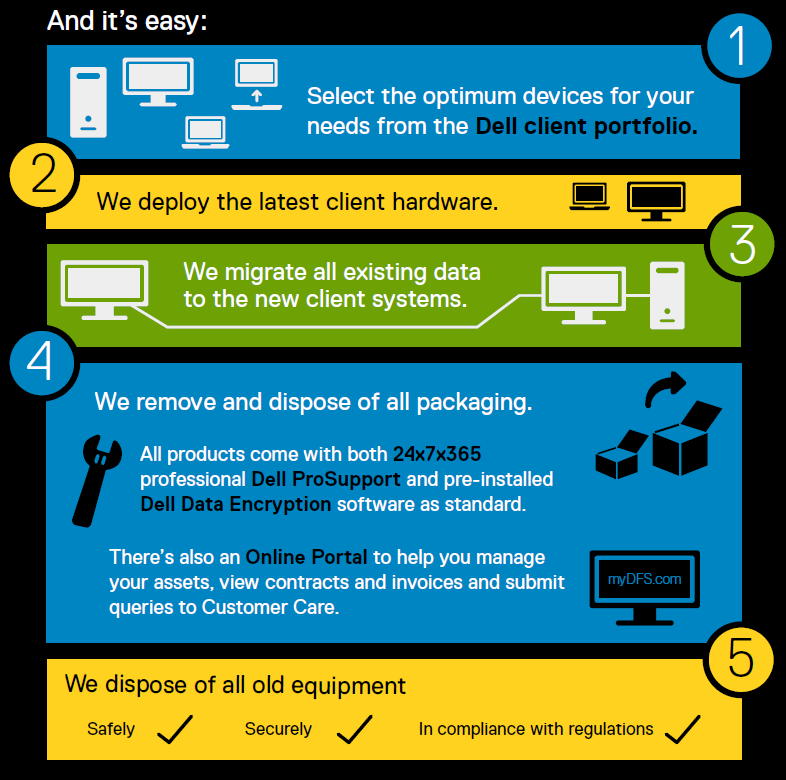 And it's easy:
1
Select the optimum devices for your
needs from the Dell client portfolio.
2
We deploy the latest client hardware.
3
We migrate all existing data
to the new client systems.
4
We remove and dispose of all packaging.
All products come with both 24x7x365
professional Dell ProSupport and pre-installed
Dell Data Encryption software as standard.
There's also an Online Portal to help you manage
your assets, view contracts and invoices and submit
queries to Customer Care.
myDFS.com
5
We dispose of all old equipment
Safely
Securely
In compliance with regulations